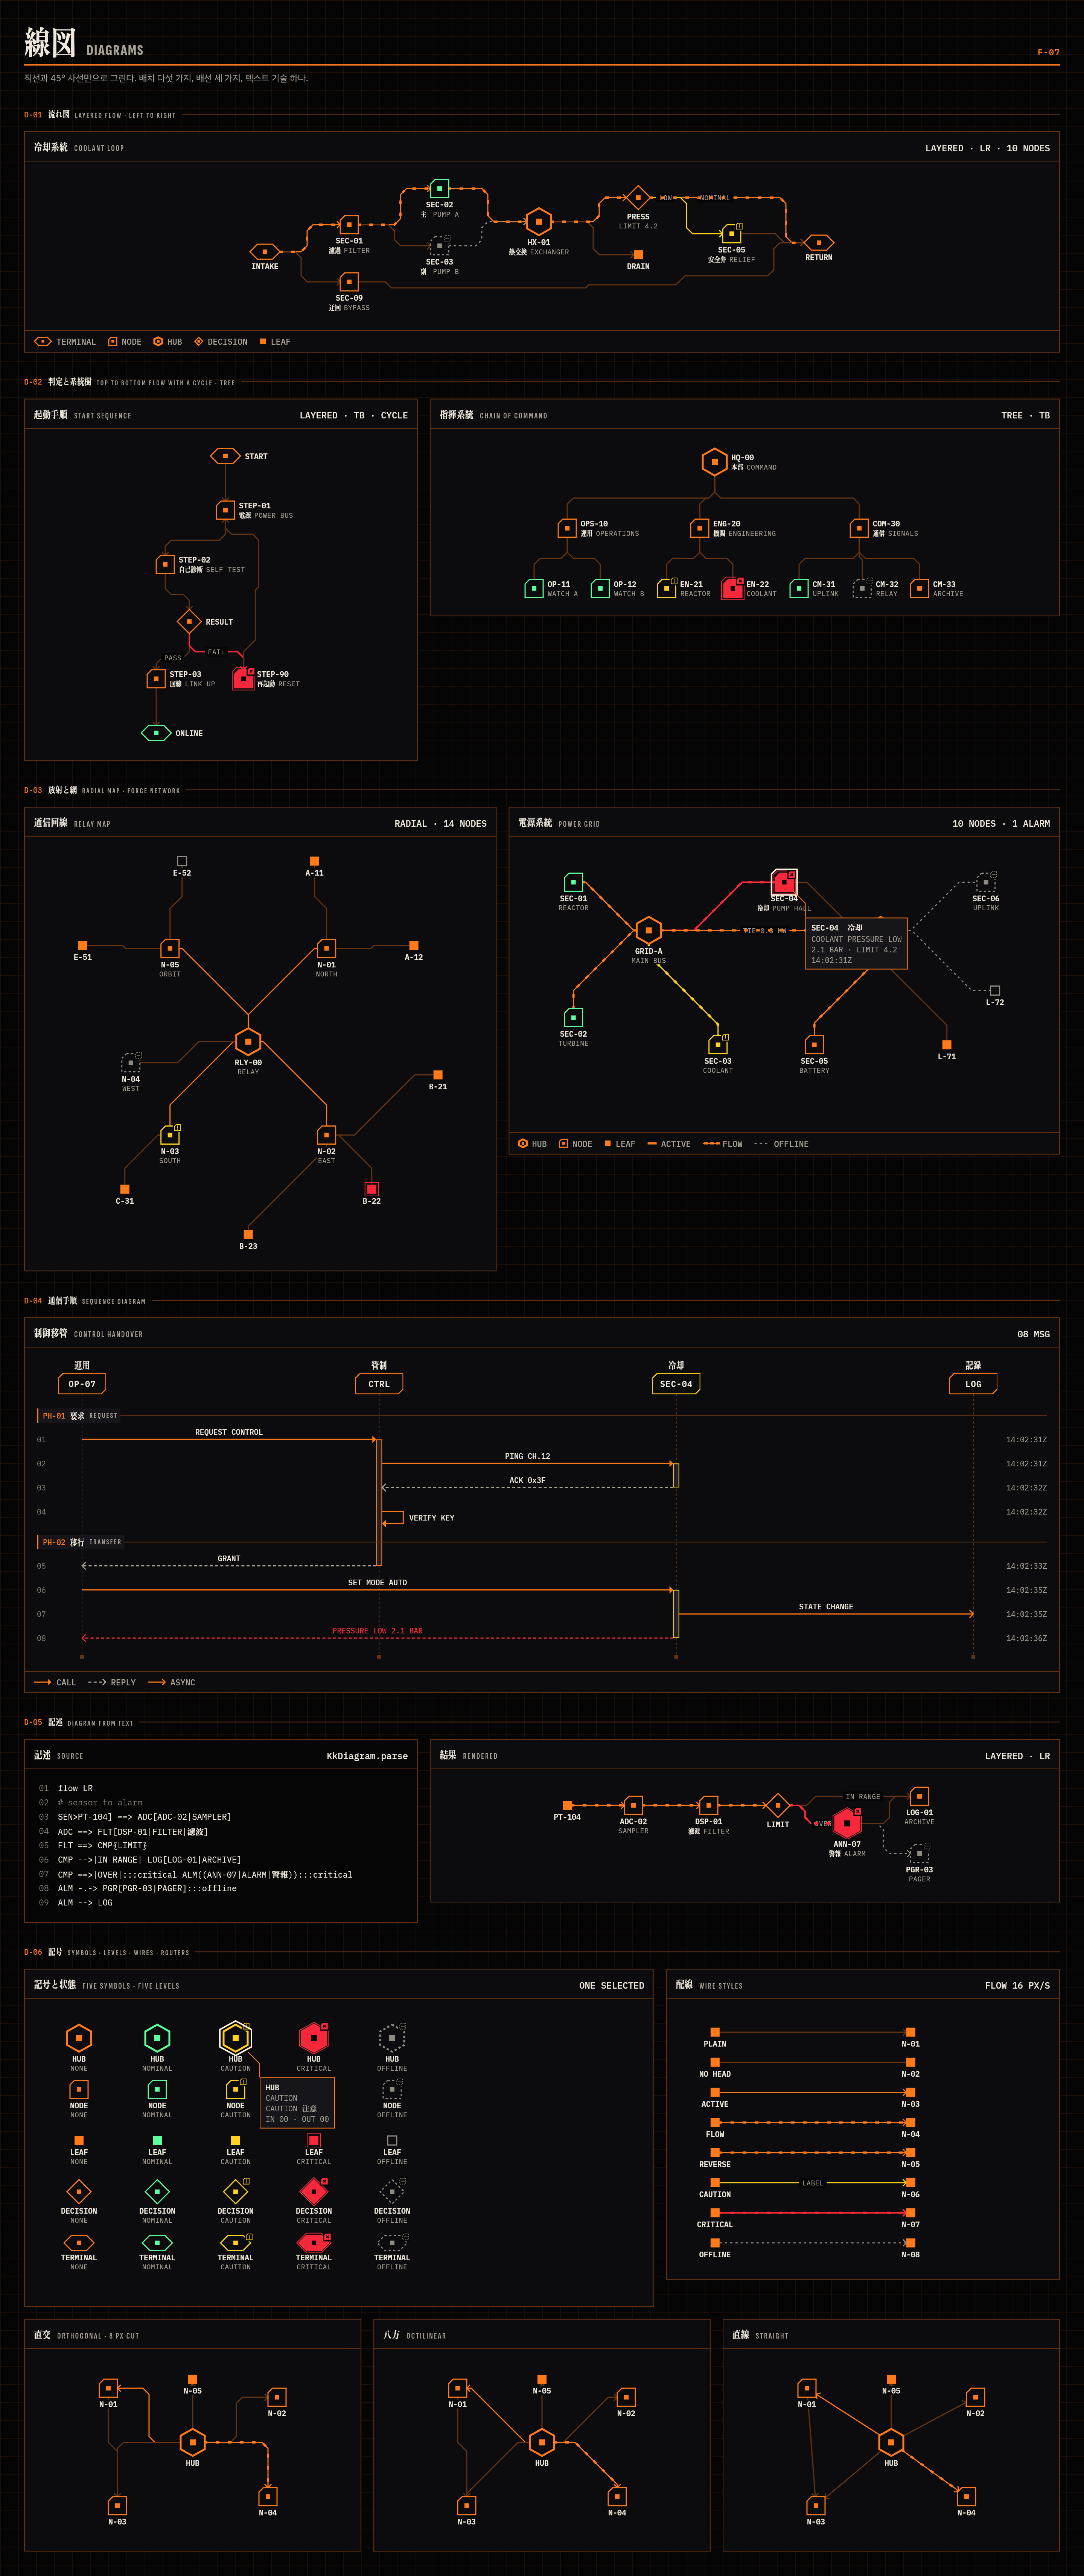 線図 DIAGRAMS
F-07
직선과 45° 사선만으로 그린다. 배치 다섯 가지, 배선 세 가지, 텍스트 기술 하나.
D-01 流れ図 LAYERED FLOW · LEFT TO RIGHT
冷却系統 COOLANT LOOP
LAYERED · LR · 10 NODES
SEC-02
主 PUMP A
LOW
NOMINAL
PRESS
LIMIT 4.2
SEC-01
濾過 FILTER
HX-01
熱交換 EXCHANGER
SEC-05
安全弁 RELIEF
RETURN
INTAKE
SEC-03
副 PUMP B
DRAIN
SEC-09
迂回 BYPASS
TERMINAL
NODE
HUB
DECISION
LEAF
D-02 判定と系統樹 TOP TO BOTTOM FLOW WITH A CYCLE · TREE
起動手順 START SEQUENCE
LAYERED · TB · CYCLE
START
STEP-01
電源 POWER BUS
STEP-02
自己診断 SELF TEST
RESULT
PASS
FAIL
STEP-03
回線 LINK UP
STEP-90
再起動 RESET
ONLINE
指揮系統 CHAIN OF COMMAND
TREE · TB
HQ-00
本部 COMMAND
OPS-10
運用 OPERATIONS
ENG-20
機関 ENGINEERING
COM-30
通信 SIGNALS
OP-11
WATCH A
OP-12
WATCH B
EN-21
REACTOR
EN-22
COOLANT
CM-31
UPLINK
CM-32
RELAY
CM-33
ARCHIVE
D-03 放射と網 RADIAL MAP · FORCE NETWORK
通信回線 RELAY MAP
RADIAL · 14 NODES
E-52
A-11
E-51
N-05
ORBIT
N-01
NORTH
A-12
RLY-00
RELAY
N-04
WEST
B-21
N-03
SOUTH
N-02
EAST
C-31
B-22
B-23
電源系統 POWER GRID
10 NODES · 1 ALARM
SEC-01
REACTOR
SEC-04
冷却 PUMP HALL
SEC-06
UPLINK
TIE 0.8 MW
GRID-A
MAIN BUS
SEC-04 冷却
COOLANT PRESSURE LOW
2.1 BAR · LIMIT 4.2
14:02:31Z
L-72
SEC-02
TURBINE
SEC-03
COOLANT
SEC-05
BATTERY
L-71
HUB
NODE
LEAF
ACTIVE
FLOW
OFFLINE
D-04 通信手順 SEQUENCE DIAGRAM
制御移管 CONTROL HANDOVER
08 MSG
運用
管制
冷却
記録
OP-07
CTRL
SEC-04
LOG
PH-01 要求 REQUEST
01 REQUEST CONTROL 14:02:31Z
02 PING CH.12 14:02:31Z
03 ACK 0x3F 14:02:32Z
04 VERIFY KEY 14:02:32Z
PH-02 移行 TRANSFER
05 GRANT 14:02:33Z
06 SET MODE AUTO 14:02:35Z
07 STATE CHANGE 14:02:35Z
08 PRESSURE LOW 2.1 BAR 14:02:36Z
CALL
REPLY
ASYNC
D-05 記述 DIAGRAM FROM TEXT
記述 SOURCE
KkDiagram.parse
01 flow LR
02 # sensor to alarm
03 SEN>PT-104] ==> ADC[ADC-02|SAMPLER]
04 ADC ==> FLT[DSP-01|FILTER|濾波]
05 FLT ==> CMP{LIMIT}
06 CMP -->|IN RANGE| LOG[LOG-01|ARCHIVE]
07 CMP ==>|OVER|:::critical ALM((ANN-07|ALARM|警報)):::critical
08 ALM -.-> PGR[PGR-03|PAGER]:::offline
09 ALM --> LOG
結果 RENDERED
LAYERED · LR
PT-104
ADC-02
SAMPLER
DSP-01
濾波 FILTER
LIMIT
IN RANGE
OVER
LOG-01
ARCHIVE
ANN-07
警報 ALARM
PGR-03
PAGER
D-06 記号 SYMBOLS · LEVELS · WIRES · ROUTERS
記号と状態 FIVE SYMBOLS · FIVE LEVELS
ONE SELECTED
HUB HUB HUB HUB HUB
NONE NOMINAL CAUTION CRITICAL OFFLINE
NODE NODE NODE NODE
NONE NOMINAL CAUTION OFFLINE
HUB
CAUTION
CAUTION 注意
IN 00 · OUT 00
LEAF LEAF LEAF LEAF LEAF
NONE NOMINAL CAUTION CRITICAL OFFLINE
DECISION DECISION DECISION DECISION DECISION
NONE NOMINAL CAUTION CRITICAL OFFLINE
TERMINAL TERMINAL TERMINAL TERMINAL TERMINAL
NONE NOMINAL CAUTION CRITICAL OFFLINE
配線 WIRE STYLES
FLOW 16 PX/S
PLAIN N-01
NO HEAD N-02
ACTIVE N-03
FLOW N-04
REVERSE N-05
LABEL
CAUTION N-06
CRITICAL N-07
OFFLINE N-08
直交 ORTHOGONAL · 8 PX CUT
N-01
N-05
N-02
HUB
N-04
N-03
八方 OCTILINEAR
N-01
N-05
N-02
HUB
N-04
N-03
直線 STRAIGHT
N-01
N-05
N-02
HUB
N-04
N-03